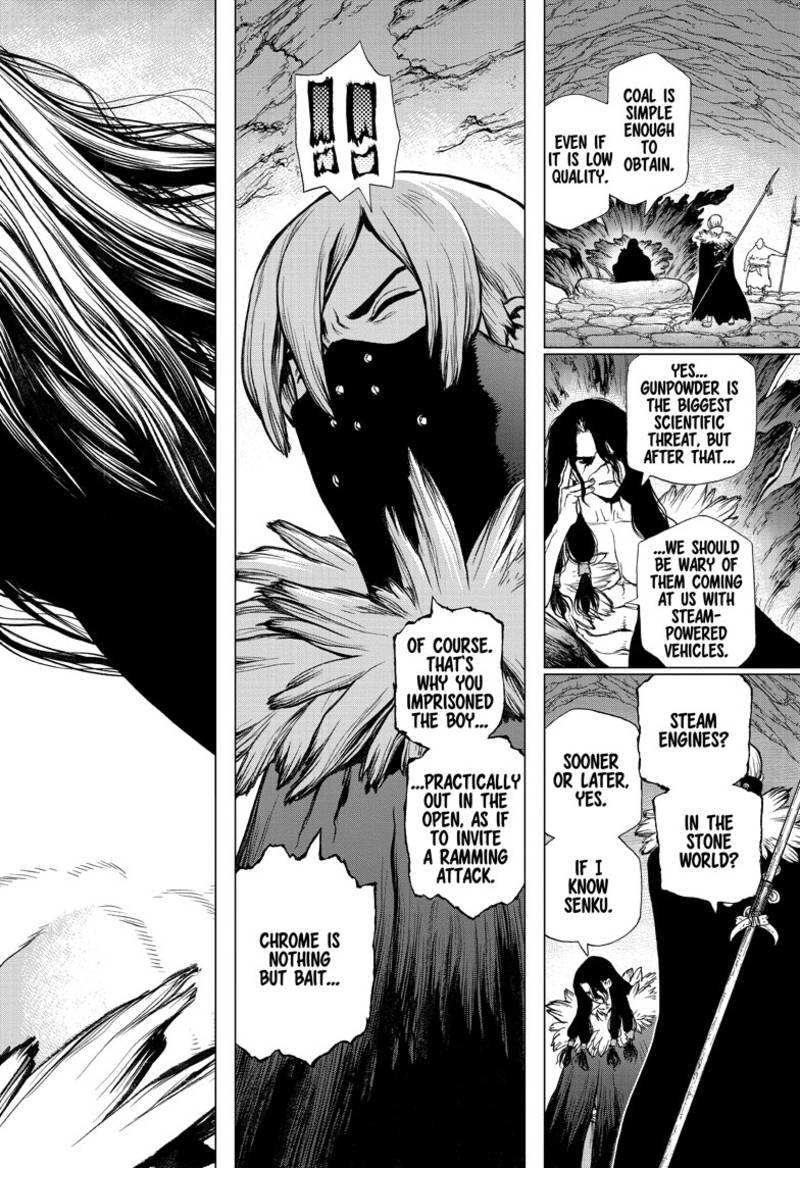 COAL IS
SIMPLE
ENOUGH
TO
OBTAIN.
EVEN IF
IT IS LOW
QUALITY.
YES...
GUNPOWDER IS
THE BIGGEST
SCIENTIFIC
THREAT, BUT
AFTER THAT...
...WE SHOULD
BE WARY OF
THEM COMING
AT US WITH
STEAM-
POWERED
VEHICLES.
STEAM
ENGINES?
IN THE
STONE
WORLD?
SOONER
OR LATER,
YES.
IF I
KNOW
SENKU.
!!
OF COURSE.
THAT'S
WHY YOU
IMPRISONED
THE BOY...
...PRACTICALLY
OUT IN THE
OPEN, AS IF
TO INVITE
A RAMMING
ATTACK.
CHROME IS
NOTHING
BUT BAIT...